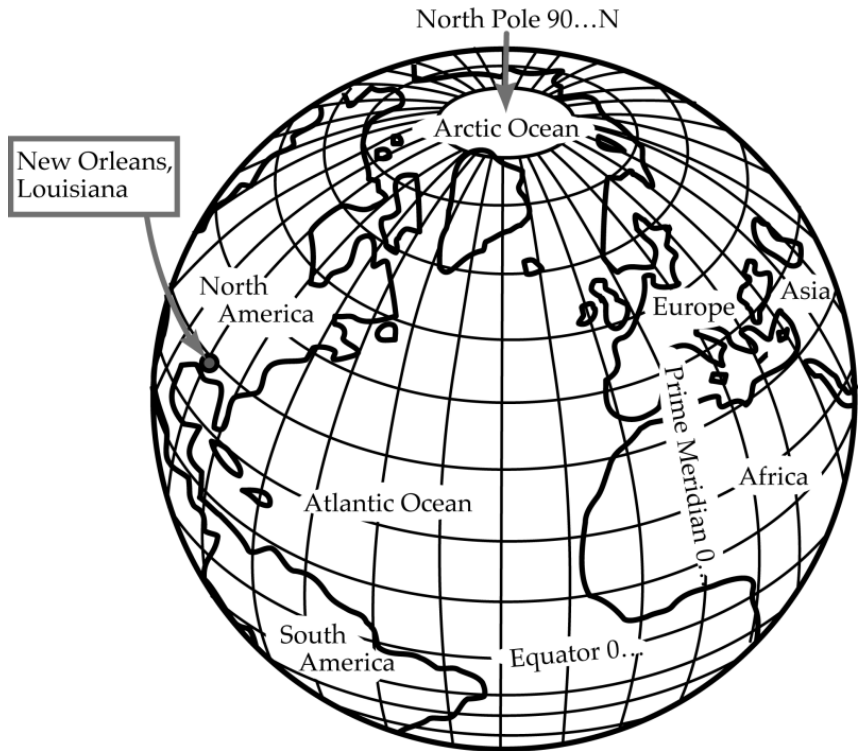 North Pole 90…N
Arctic Ocean
New Orleans,
Louisiana
North
America
Europe
Asia
Prime Meridian 0…
Africa
Atlantic Ocean
South
America
Equator 0…